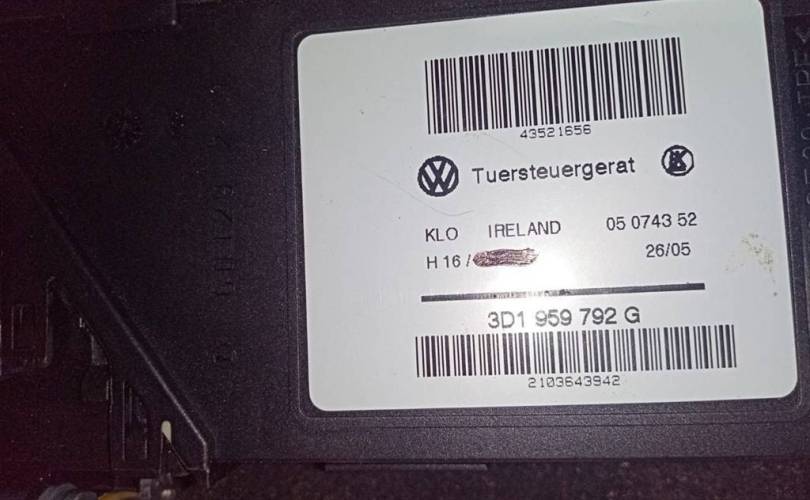 43521656
Tuersteuergerat
KLO IRELAND 05 0743 52
H 16 / 26/05
3D1 959 792 G
2103643942